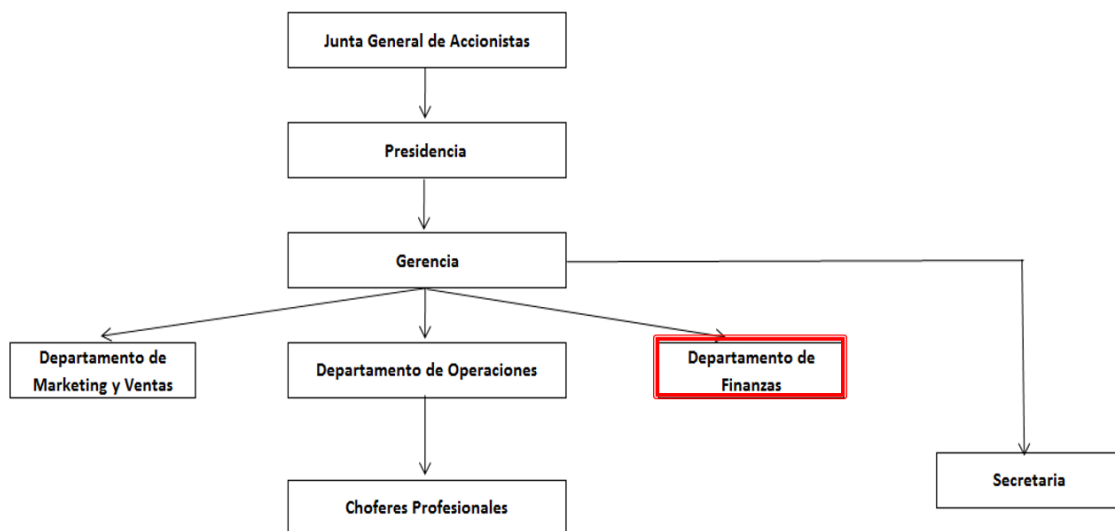 Junta General de Accionistas
Presidencia
Gerencia
Departamento de
Marketing y Ventas
Departamento de Operaciones
Departamento de
Finanzas
Secretaria
Choferes Profesionales